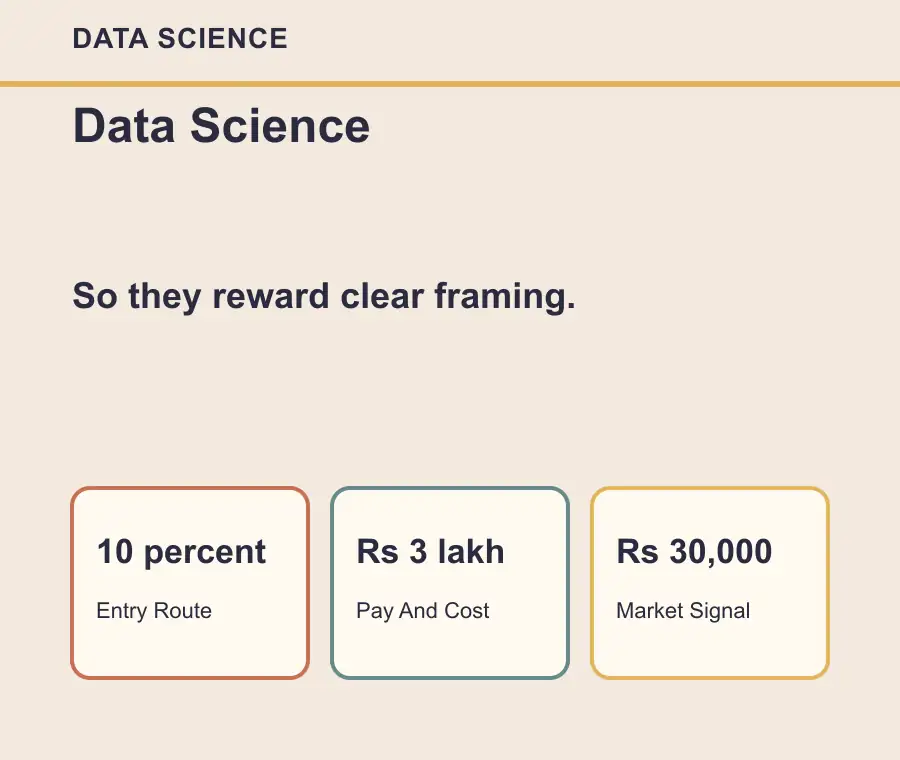 DATA SCIENCE
Data Science
So they reward clear framing.
10 percent
Entry Route
Rs 3 lakh
Pay And Cost
Rs 30,000
Market Signal